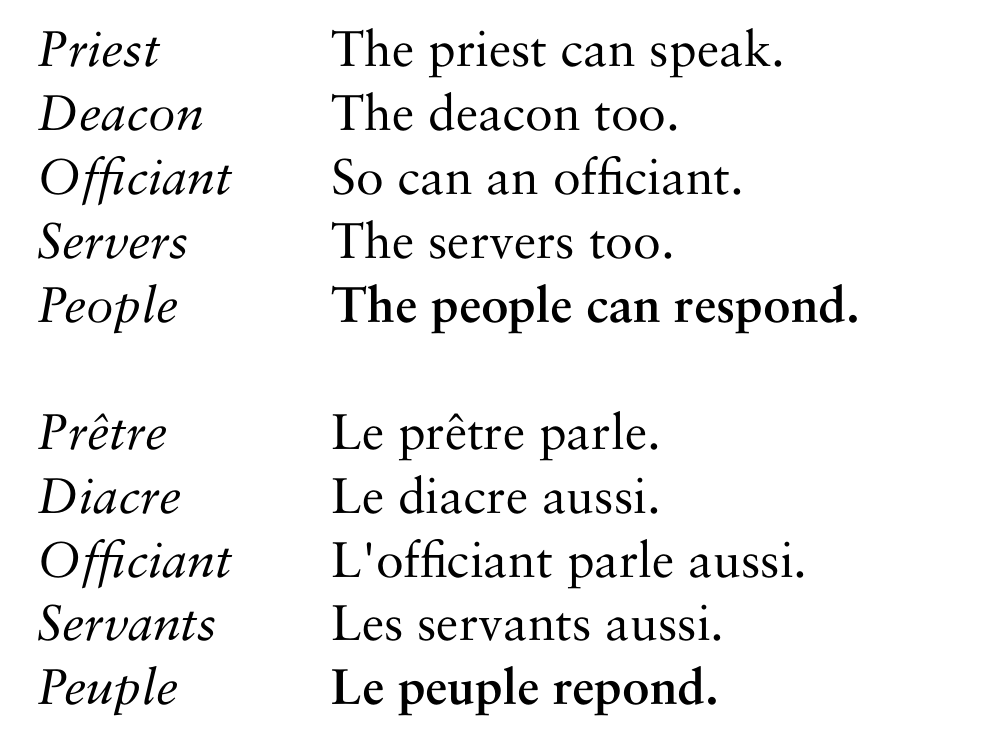 Priest The priest can speak.
Deacon The deacon too.
Officiant So can an officiant.
Servers The servers too.
People The people can respond.
Prêtre Le prêtre parle.
Diacre Le diacre aussi.
Officiant L'officiant parle aussi.
Servants Les servants aussi.
Peuple Le peuple repond.